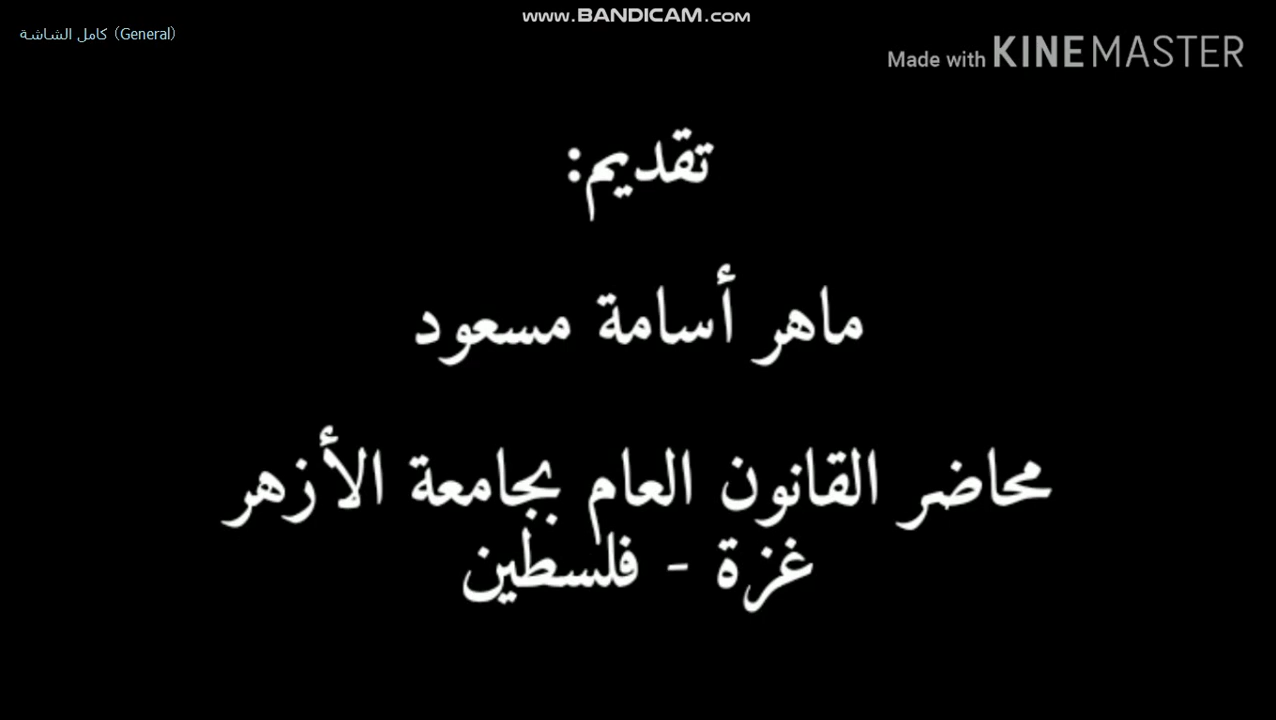 www.BANDICAM.com
كامل الشاشة (General)
Made with KINEMASTER
تقديم:
ماهر أسامة مسعود
محاضر القانون العام بجامعة الأزهر
غزة - فلسطين